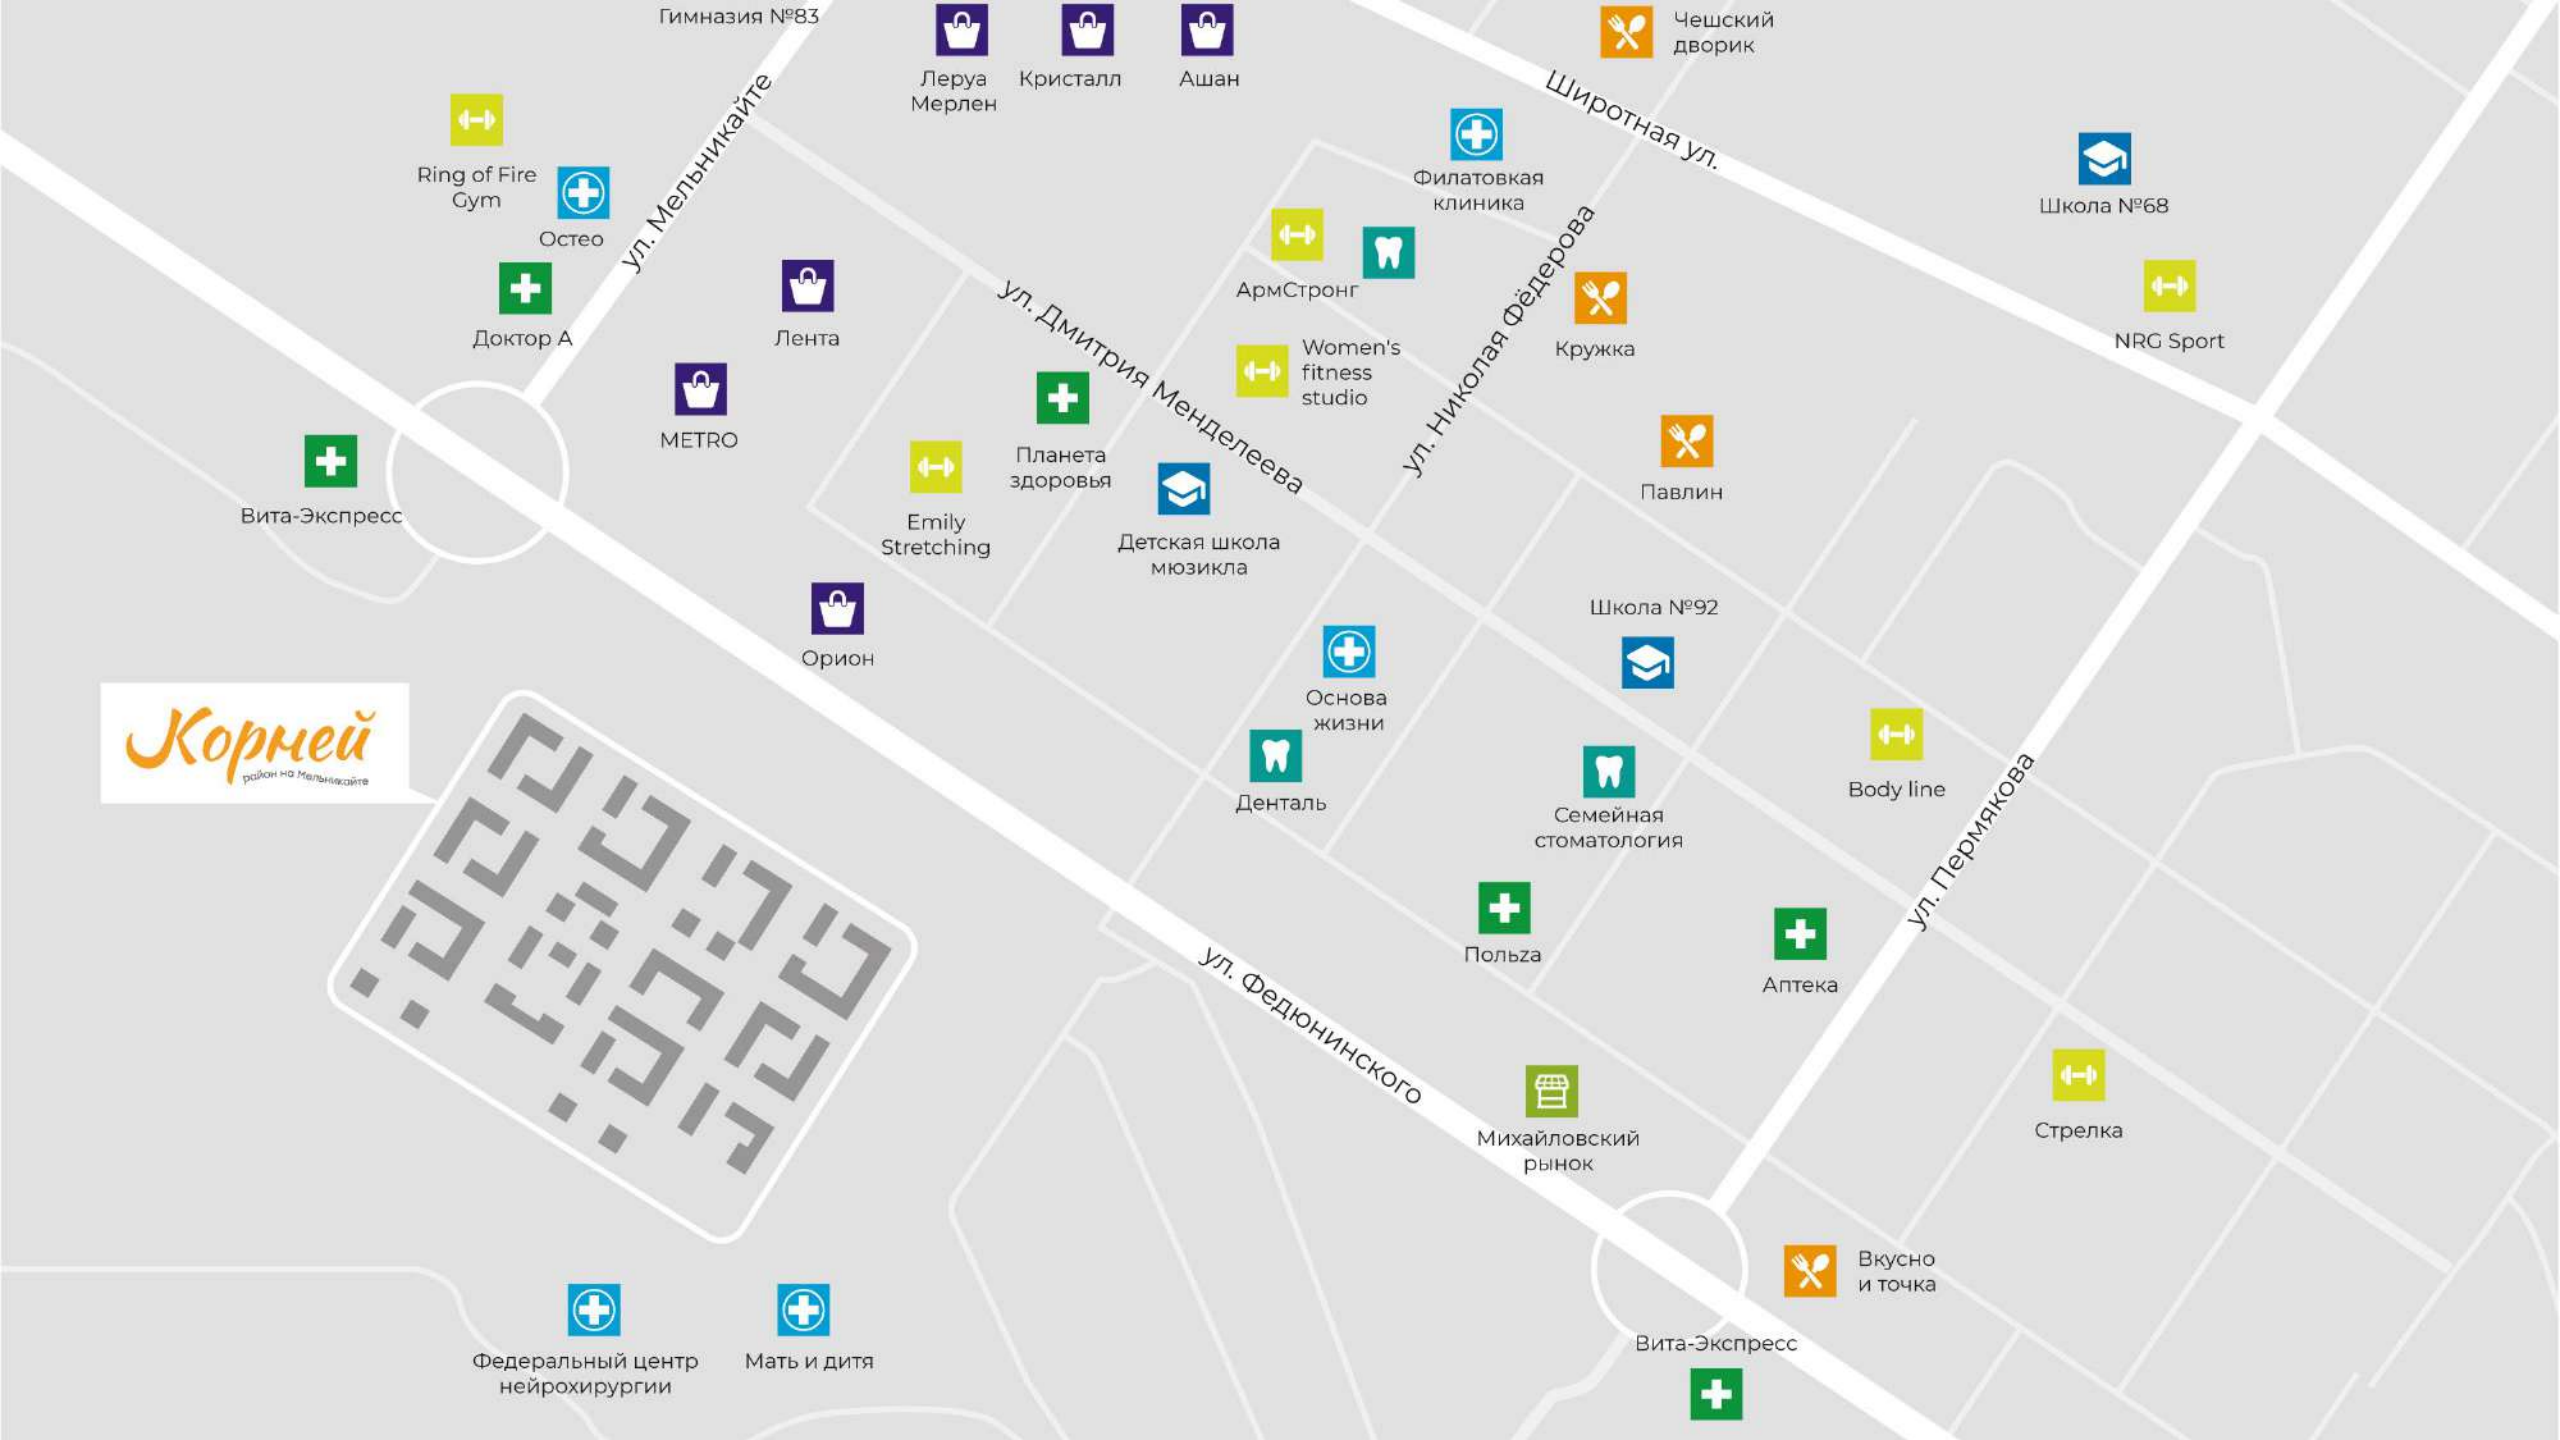 Гимназия №83
Леруа
Мерлен
Кристалл
Ашан
Чешский
дворик
Широтная ул.
ул. Мельникайте
Ring of Fire
Gym
Остео
Филатовкая
клиника
Школа №68
Доктор А
Лента
АрмСтронг
ул. Дмитрия Менделеева
ул. Николая Фёдерова
Кружка
NRG Sport
Women's
fitness
studio
METRO
Планета
здоровья
Павлин
Вита-Экспресс
Emily
Stretching
Детская школа
мюзикла
Школа №92
Орион
Основа
жизни
Корней
район на Мельникайте
Денталь
Семейная
стоматология
Body line
ул. Пермякова
Польzа
Аптека
ул. Федюнинского
Михайловский
рынок
Стрелка
Вкусно
и точка
Федеральный центр
нейрохирургии
Мать и дитя
Вита-Экспресс